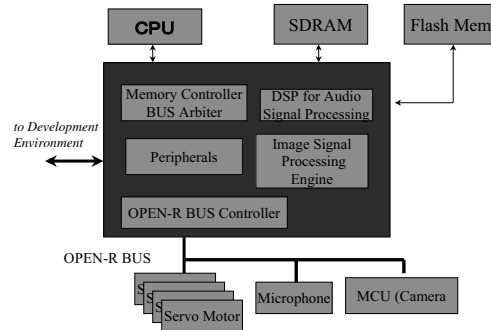 CPU
SDRAM
Flash Mem
Memory Controller
BUS Arbiter
DSP for Audio
Signal Processing
to Development
Environment
Peripherals
Image Signal
Processing
Engine
OPEN-R BUS Controller
OPEN-R BUS
S
S
S
Servo Motor
Microphone
MCU (Camera